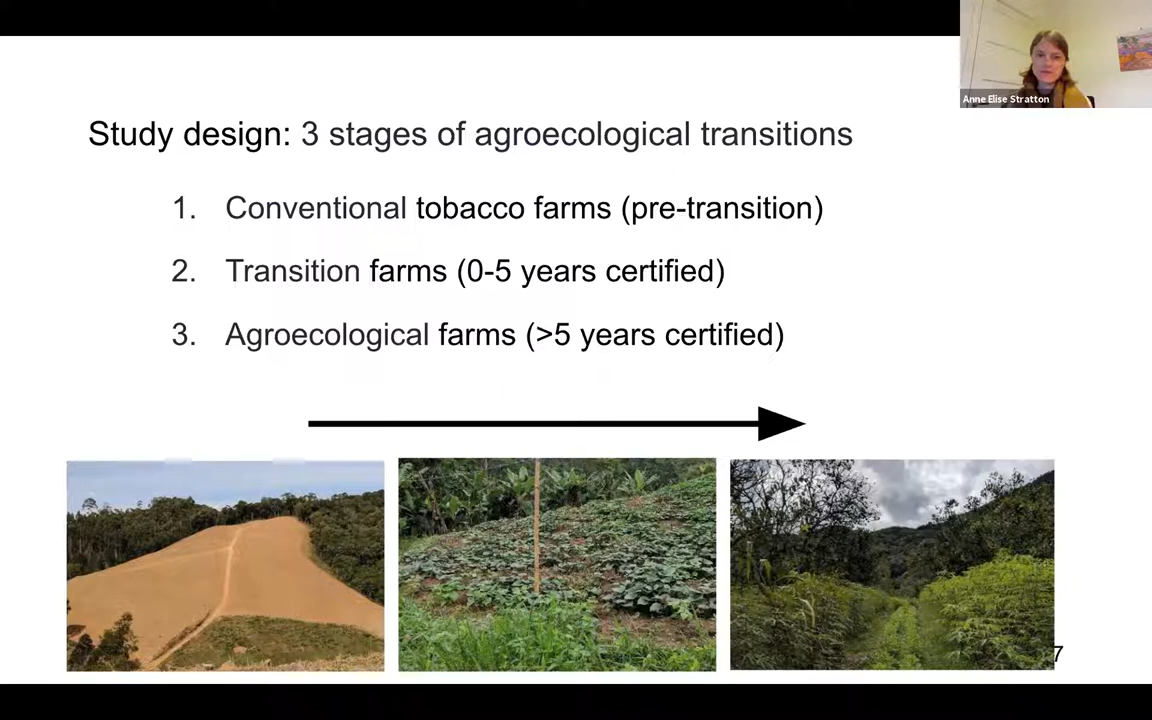 Anne Elise Stratton
Study design: 3 stages of agroecological transitions
1. Conventional tobacco farms (pre-transition)
2. Transition farms (0-5 years certified)
3. Agroecological farms (>5 years certified)
7